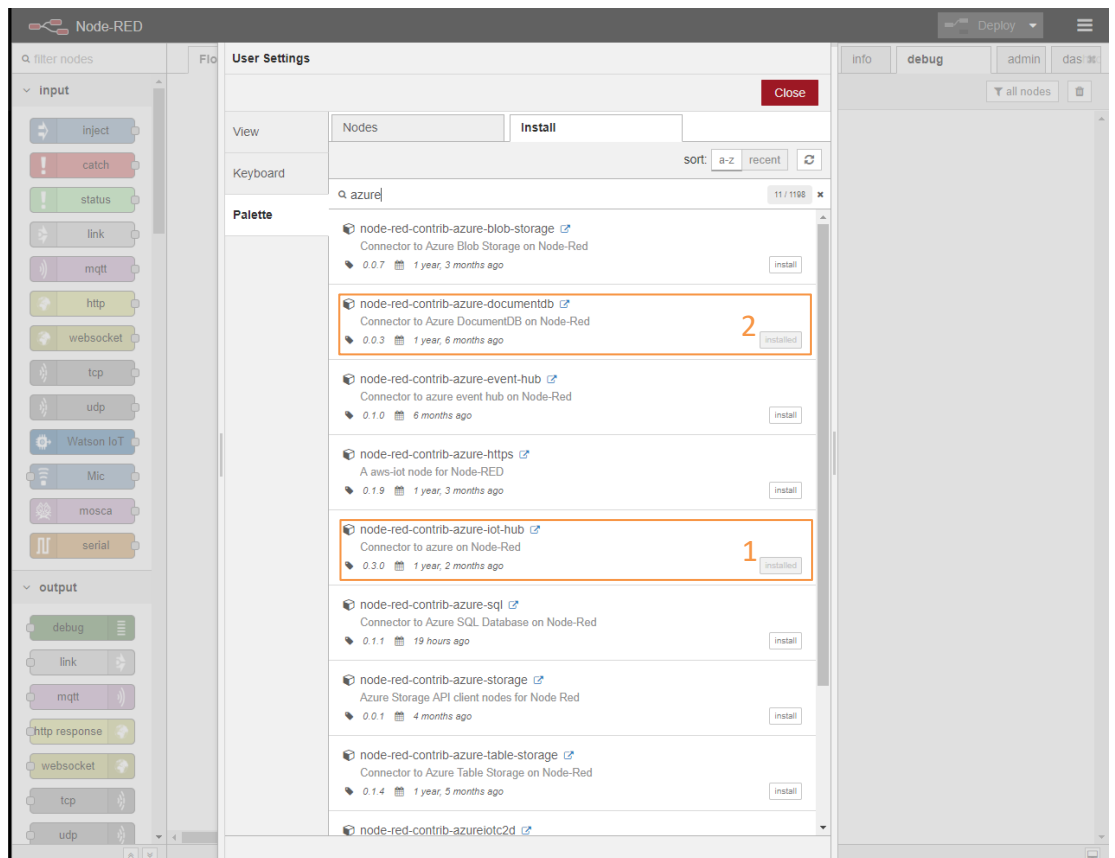 Node-RED
Deploy
filter nodes
Flo
User Settings
info
debug
admin
das
Close
all nodes
input
inject
catch
status
link
mqtt
http
websocket
tcp
udp
Watson IoT
Mic
mosca
serial
output
debug
link
mqtt
http response
websocket
tcp
udp
View
Keyboard
Palette
Nodes
Install
sort: a-z recent
azure
11 / 1198
node-red-contrib-azure-blob-storage
Connector to Azure Blob Storage on Node-Red
0.0.7 1 year, 3 months ago
install
node-red-contrib-azure-documentdb
Connector to Azure DocumentDB on Node-Red
2
0.0.3 1 year, 6 months ago
installed
node-red-contrib-azure-event-hub
Connector to azure event hub on Node-Red
0.1.0 6 months ago
install
node-red-contrib-azure-https
A aws-iot node for Node-RED
0.1.9 1 year, 3 months ago
install
node-red-contrib-azure-iot-hub
Connector to azure on Node-Red
1
0.3.0 1 year, 2 months ago
installed
node-red-contrib-azure-sql
Connector to Azure SQL Database on Node-Red
0.1.1 19 hours ago
install
node-red-contrib-azure-storage
Azure Storage API client nodes for Node Red
0.0.1 4 months ago
install
node-red-contrib-azure-table-storage
Connector to Azure Table Storage on Node-Red
0.1.4 1 year, 5 months ago
install
node-red-contrib-azureiotc2d